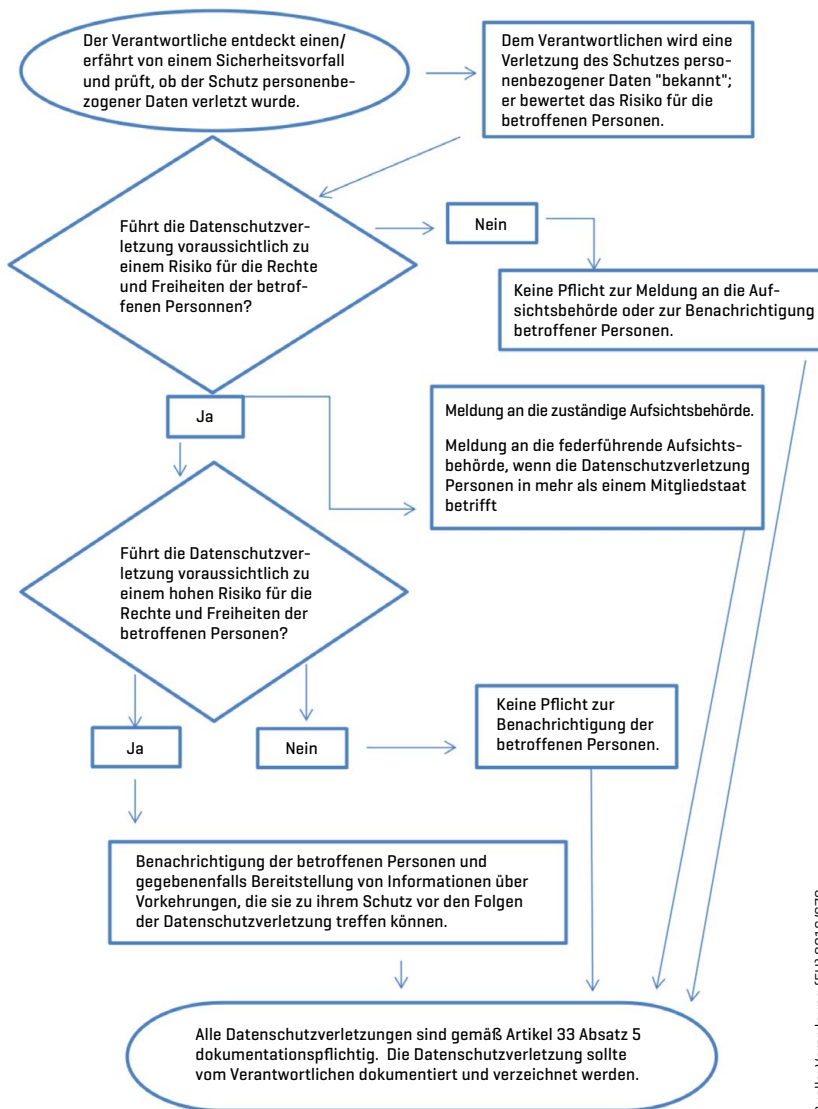 Der Verantwortliche entdeckt einen/
erfährt von einem Sicherheitsvorfall
und prüft, ob der Schutz personenbe-
zogener Daten verletzt wurde.
Dem Verantwortlichen wird eine
Verletzung des Schutzes perso-
nenbezogener Daten "bekannt";
er bewertet das Risiko für die
betroffenen Personen.
Führt die Datenschutzver-
letzung voraussichtlich zu
einem Risiko für die Rechte
und Freiheiten der betrof-
fenen Personnen?
Nein
Keine Pflicht zur Meldung an die Auf-
sichtsbehörde oder zur Benachrichtigung
betroffener Personen.
Ja
Meldung an die zuständige Aufsichtsbehörde.
Meldung an die federführende Aufsichts-
behörde, wenn die Datenschutzverletzung
Personen in mehr als einem Mitgliedstaat
betrifft
Führt die Datenschutzver-
letzung voraussichtlich zu
einem hohen Risiko für die
Rechte und Freiheiten der
betroffenen Personen?
Ja
Nein
Keine Pflicht zur
Benachrichtigung der
betroffenen Personen.
Benachrichtigung der betroffenen Personen und
gegebenenfalls Bereitstellung von Informationen über
Vorkehrungen, die sie zu ihrem Schutz vor den Folgen
der Datenschutzverletzung treffen können.
Alle Datenschutzverletzungen sind gemäß Artikel 33 Absatz 5
dokumentationspflichtig. Die Datenschutzverletzung sollte
vom Verantwortlichen dokumentiert und verzeichnet werden.